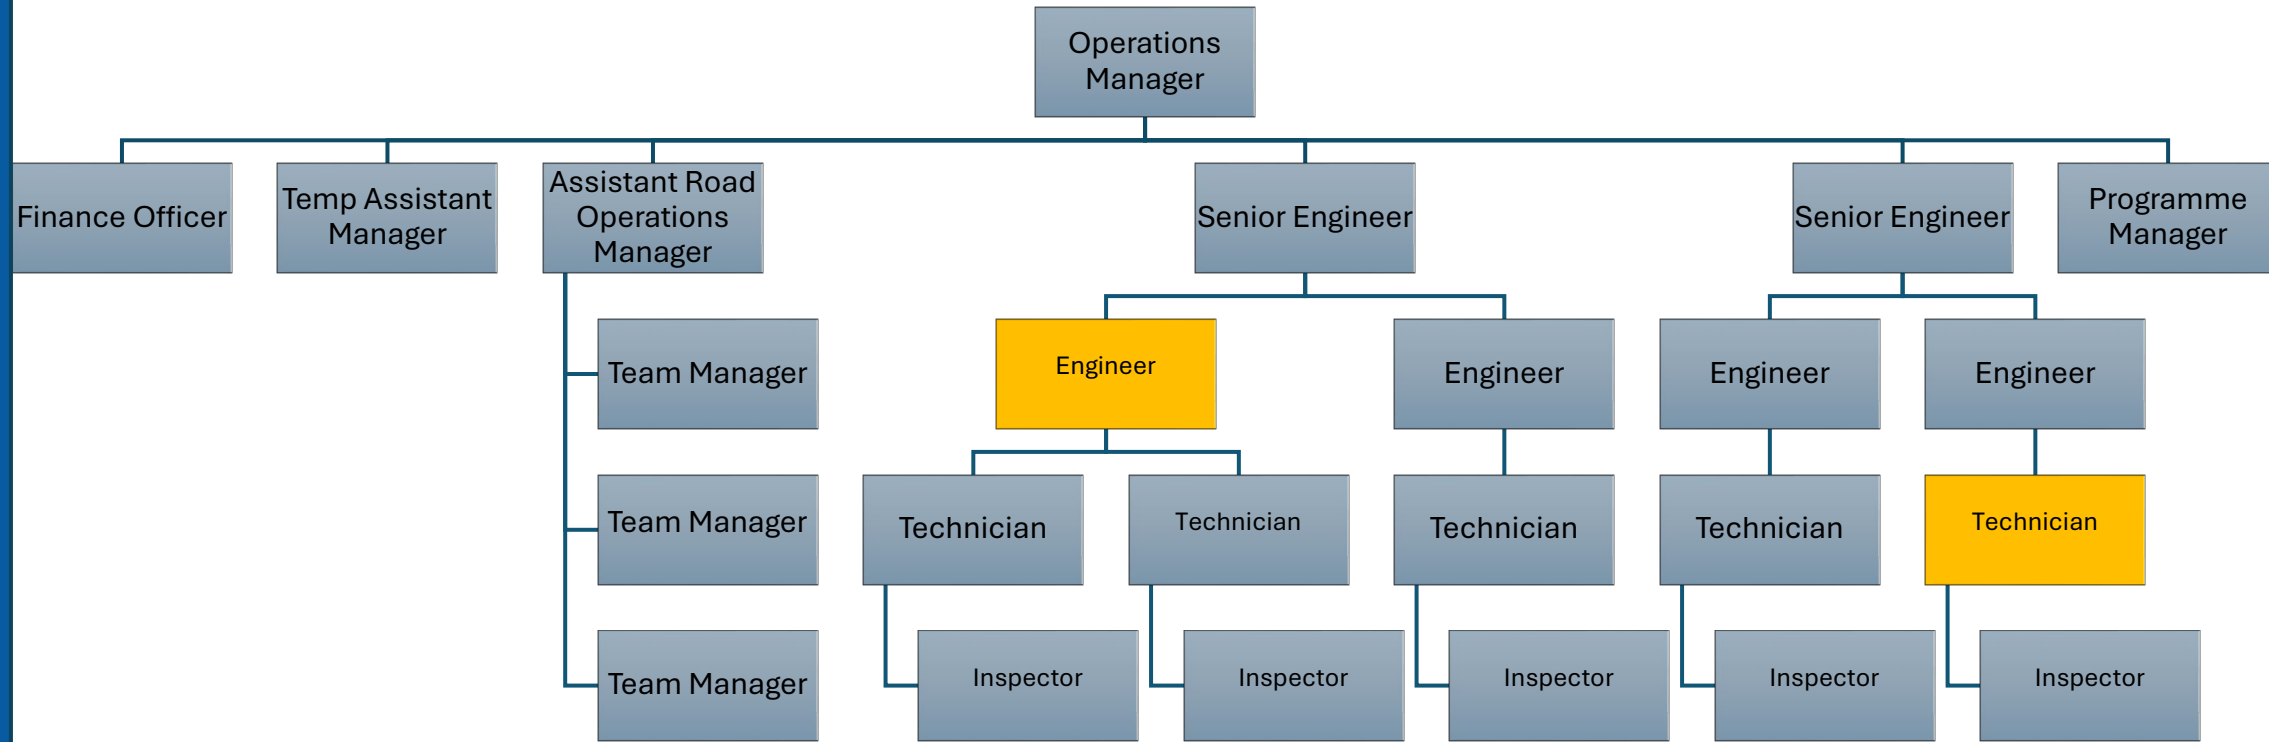 Operations
Manager
Finance Officer
Temp Assistant
Manager
Assistant Road
Operations
Manager
Senior Engineer
Senior Engineer
Programme
Manager
Team Manager
Engineer
Engineer
Engineer
Engineer
Team Manager
Technician
Technician
Technician
Technician
Technician
Team Manager
Inspector
Inspector
Inspector
Inspector
Inspector